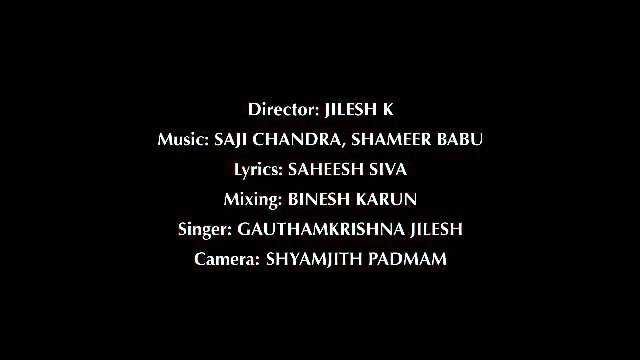 Director: JILESH K
Music: SAJI CHANDRA, SHAMEER BABU
Lyrics: SAHEESH SIVA
Mixing: BINESH KARUN
Singer: GAUTHAMKRISHNA JILESH
Camera: SHYAMJITH PADMAM